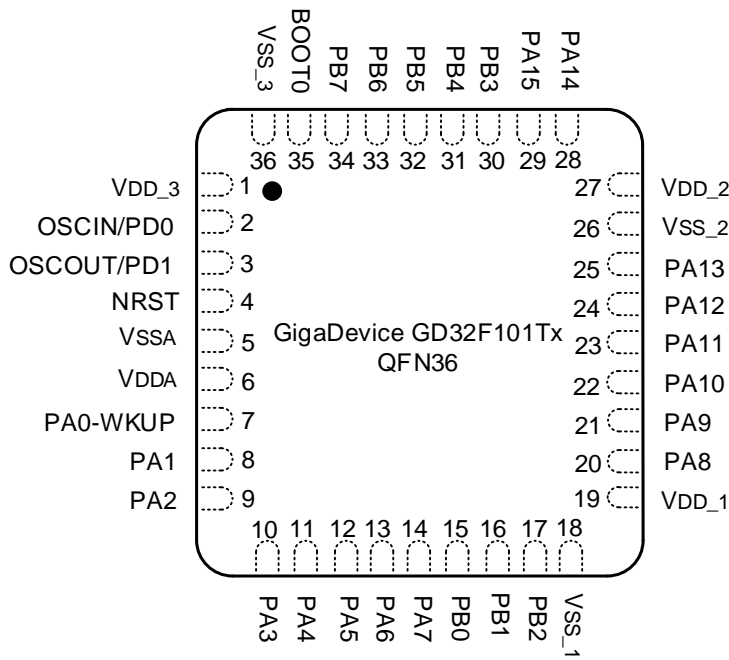 VSS_3
BOOT0
PB7
PB6
PB5
PB4
PB3
PA15
PA14
36
35
34
33
32
31
30
29
28
VDD_3
1
27
VDD_2
OSCIN/PD0
2
26
VSS_2
OSCOUT/PD1
3
25
PA13
NRST
4
24
PA12
VSSA
5
GigaDevice GD32F101Tx
QFN36
23
PA11
VDDA
6
22
PA10
PA0-WKUP
7
21
PA9
PA1
8
20
PA8
PA2
9
19
VDD_1
10
11
12
13
14
15
16
17
18
PA3
PA4
PA5
PA6
PA7
PB0
PB1
PB2
VSS_1